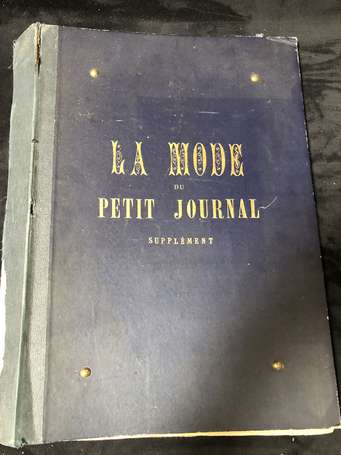 LA MODE
DU
PETIT JOURNAL
SUPPLÉMENT